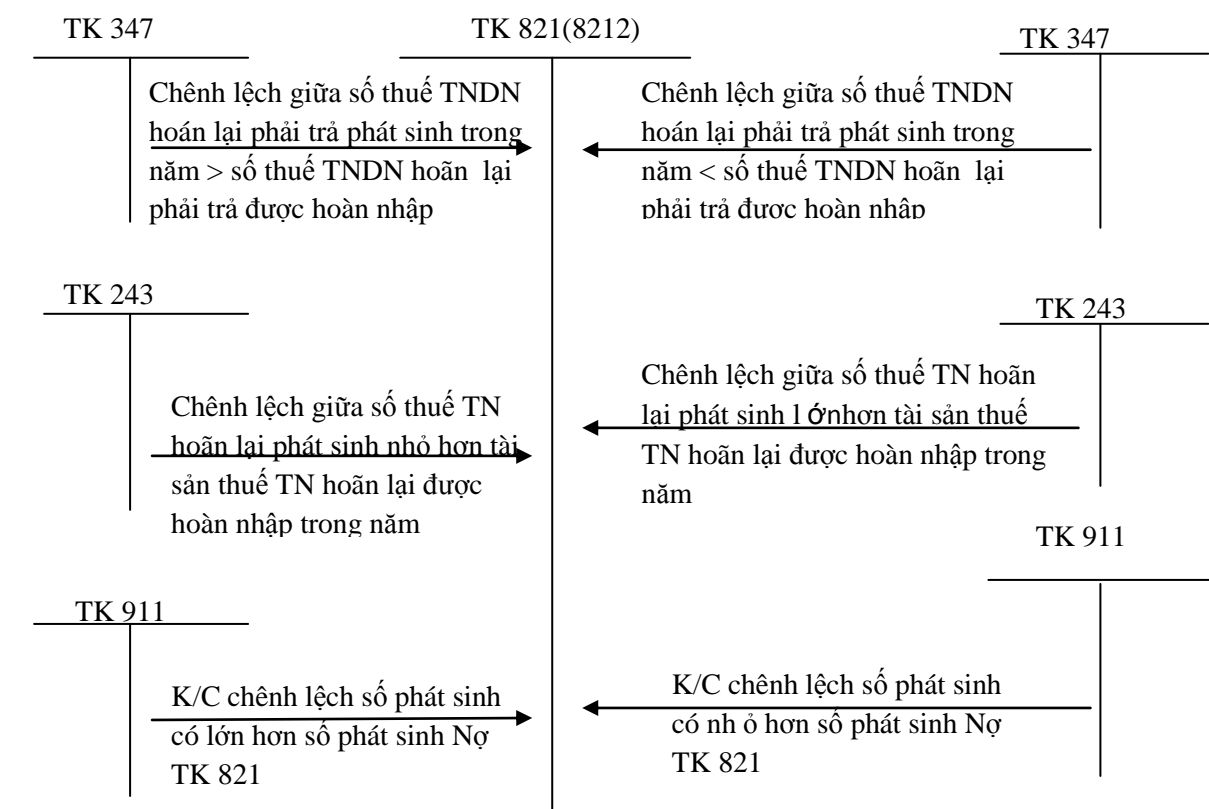 TK 347
TK 821(8212)
TK 347
Chênh lệch giữa số thuế TNDN
hoán lại phải trả phát sinh trong
năm > số thuế TNDN hoãn lại
phải trả được hoàn nhập
Chênh lệch giữa số thuế TNDN
hoán lại phải trả phát sinh trong
năm < số thuế TNDN hoãn lại
phải trả được hoàn nhập
TK 243
TK 243
Chênh lệch giữa số thuế TN
hoãn lại phát sinh nhỏ hơn tài
sản thuế TN hoãn lại được
hoàn nhập trong năm
Chênh lệch giữa số thuế TN hoãn
lại phát sinh l ớnhơn tài sản thuế
TN hoãn lại được hoàn nhập trong
năm
TK 911
TK 911
K/C chênh lệch số phát sinh
có lớn hơn số phát sinh Nợ
TK 821
K/C chênh lệch số phát sinh
có nh ỏ hơn số phát sinh Nợ
TK 821